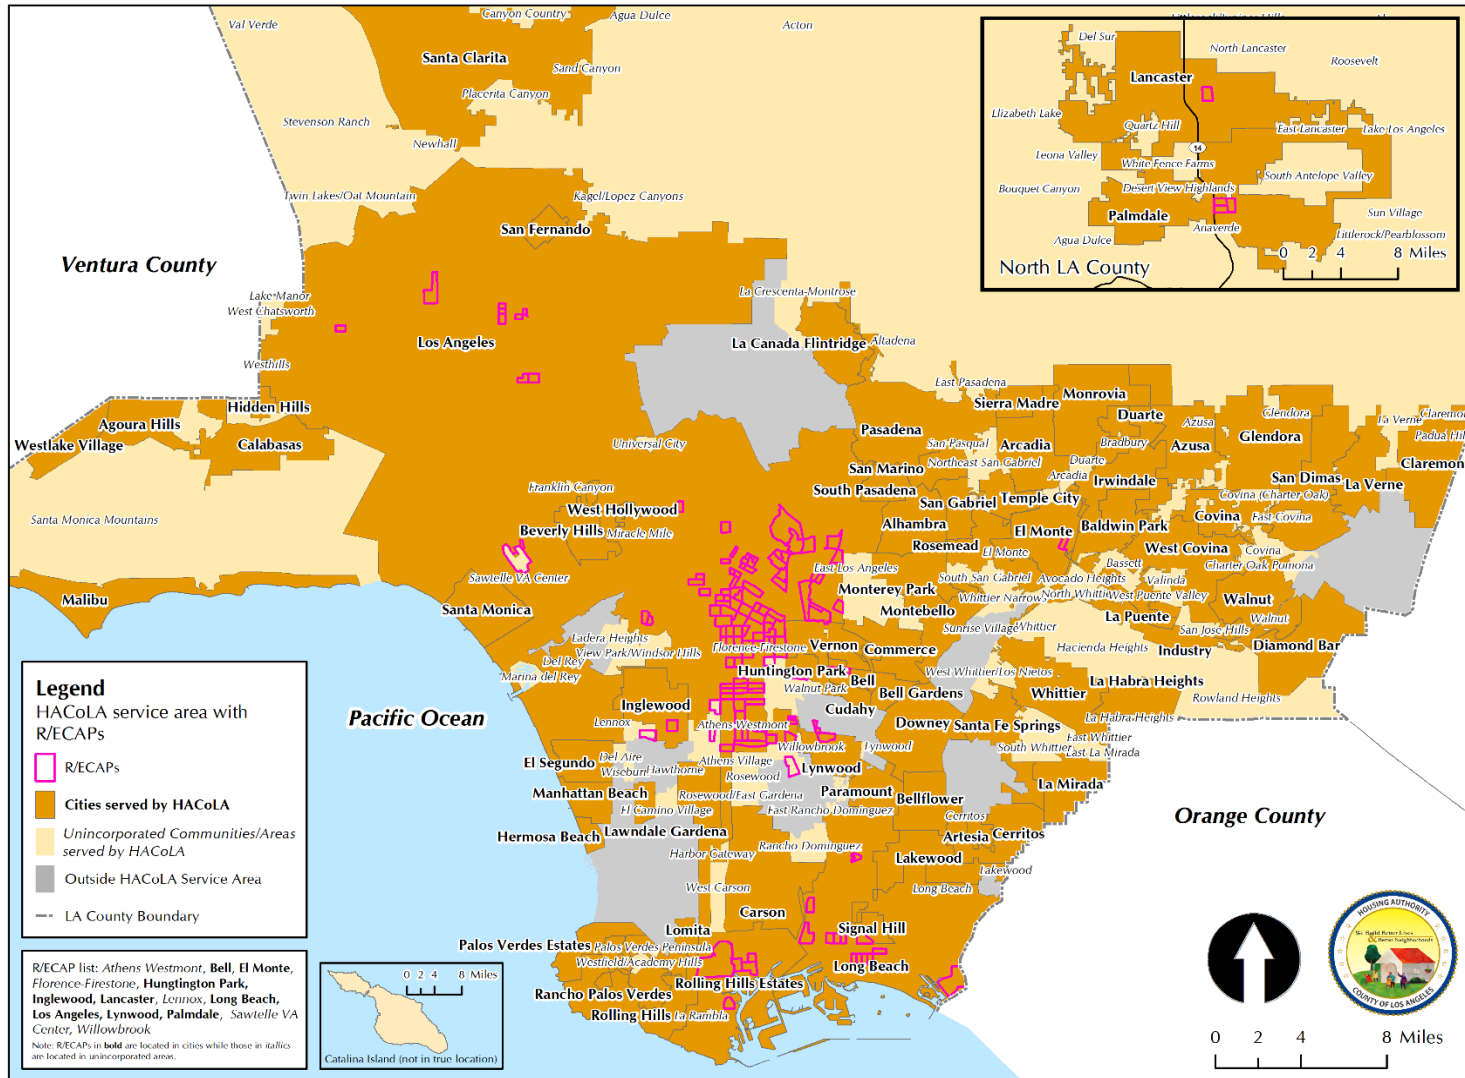 Val Verde
Canyon Country
Agua Dulce
Acton
Santa Clarita
Sand Canyon
Placerita Canyon
Stevenson Ranch
Newhall
Twin Lakes/Oat Mountain
Kagel/Lopez Canyons
San Fernando
Ventura County
Lake Manor
West Chatsworth
La Crescenta-Montrose
Los Angeles
La Canada Flintridge
Altadena
Westhills
East Pasadena
Sierra Madre
Monrovia
Hidden Hills
Agoura Hills
Westlake Village
Calabasas
Universal City
Pasadena
San Pasqual
Arcadia
Duarte
Bradbury
Azusa
Azusa
Glendora
Glendora
La Verne
Claremon
Padua Hil
Claremon
San Marino
Northeast San Gabriel
Duarte
Arcadia
Irwindale
San Dimas
La Verne
Franklin Canyon
South Pasadena
San Gabriel
Temple City
Covina (Charter Oak)
West Hollywood
Beverly Hills
Miracle Mile
Alhambra
El Monte
Baldwin Park
Covina
East Covina
Santa Monica Mountains
Rosemead
El Monte
West Covina
Covina
Charter Oak
Pomona
Bassett
Sawtelle VA Center
East Los Angeles
South San Gabriel
Avocado Heights
Valinda
Malibu
Santa Monica
Monterey Park
Montebello
Whittier Narrows
North Whittier
West Puente Valley
Walnut
La Puente
Walnut
Sunrise Village
Whittier
San Jose Hills
Ladera Heights
View Park/Windsor Hills
Florence-Firestone
Vernon
Commerce
Hacienda Heights
Industry
Diamond Bar
Del Rey
Marina del Rey
Huntington Park
Bell
West Whittier/Los Nietos
Walnut Park
Bell Gardens
Whittier
La Habra Heights
Rowland Heights
Pacific Ocean
Inglewood
Cudahy
Lennox
Athens Westmont
Downey
Santa Fe Springs
La Habra Heights
East Whittier
Willowbrook
Lynwood
South Whittier
East La Mirada
Del Aire
El Segundo
Wiseburn
Hawthorne
Athens Village
Rosewood
Lynwood
La Mirada
Manhattan Beach
Rosewood/East Gardena
Paramount
Bellflower
El Camino Village
East Rancho Dominguez
Cerritos
Orange County
Hermosa Beach
Lawndale
Gardena
Artesia
Cerritos
Harbor Gateway
Rancho Dominguez
Lakewood
Lakewood
West Carson
Long Beach
Carson
Lomita
Signal Hill
Palos Verdes Estates
Palos Verdes Peninsula
Westfield/Academy Hills
Long Beach
Rancho Palos Verdes
Rolling Hills Estates
Rolling Hills
La Rambla
Del Sur
North Lancaster
Roosevelt
Lancaster
Llizabeth Lake
Quartz Hill
East Lancaster
Lake Los Angeles
14
Leona Valley
White Fence Farms
South Antelope Valley
Bouquet Canyon
Desert View Highlands
Palmdale
Sun Village
Anaverde
Agua Dulce
Littlerock/Pearblossom
0 2 4 8 Miles
North LA County
Legend
HACoLA service area with
R/ECAPs
R/ECAPs
Cities served by HACoLA
Unincorporated Communities/Areas
served by HACoLA
Outside HACoLA Service Area
LA County Boundary
R/ECAP list: Athens Westmont, Bell, El Monte,
Florence-Firestone, Hungtington Park,
Inglewood, Lancaster, Lennox, Long Beach,
Los Angeles, Lynwood, Palmdale, Sawtelle VA
Center, Willowbrook
Note: R/ECAPs in bold are located in cities while those in itallics
are located in unincorporated areas.
0 2 4 8 Miles
Catalina Island (not in true location)
HOUSING AUTHORITY
We Build Better Lives
& Better Neighborhoods
COUNTY OF LOS ANGELES
0 2 4 8 Miles